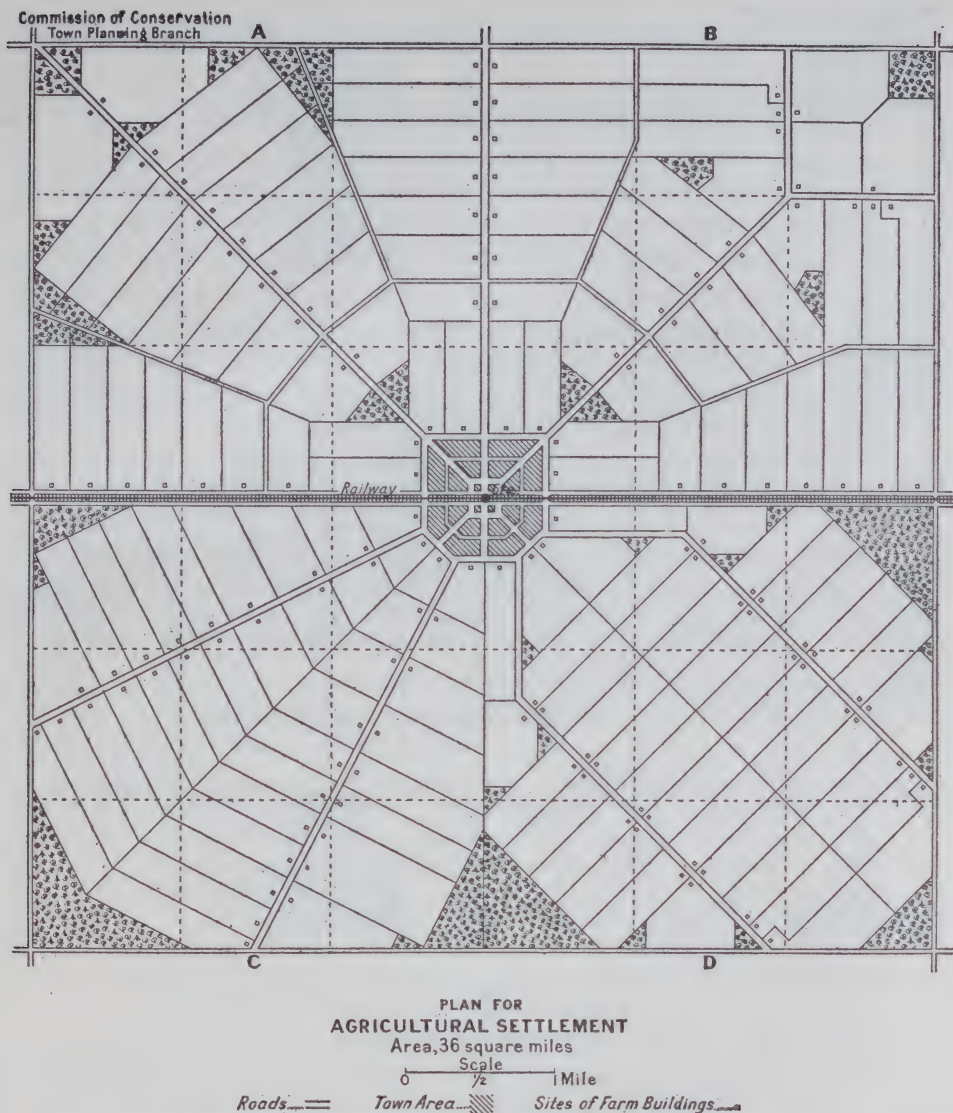 Commission of Conservation
Town Planning Branch
A
B
Railway
Sta.
C
D
PLAN FOR
AGRICULTURAL SETTLEMENT
Area, 36 square miles
Scale
0 ½ 1 Mile
Roads Town Area Sites of Farm Buildings